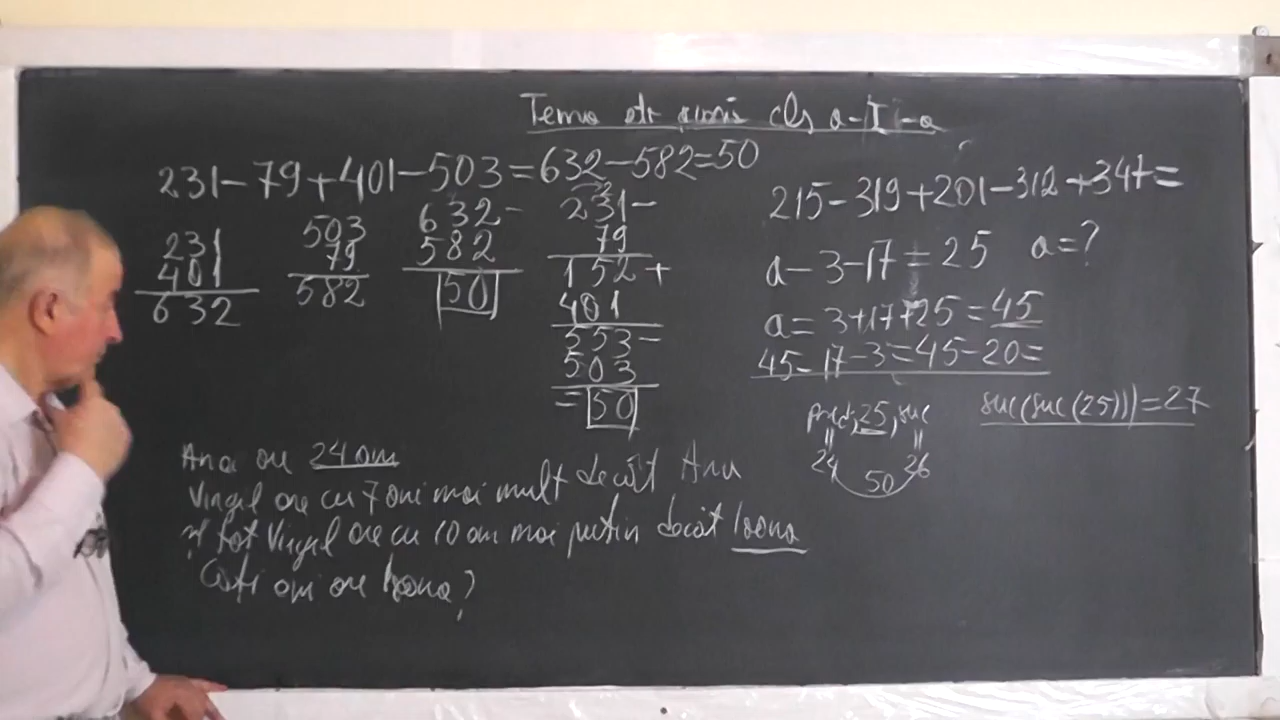 Tema cls a-I-a
231-79+401-503=632-582=50
231
401
632
503
79
582
632-
582
50
231-
79
152+
401
553-
503
=50
215-319+201-312+347=
a-3-17=25 a=?
a=3+17+25=45
45-17-3=45-20=
pred, 25, suc
24 26
50
suc(suc(25)))=27
Ana are 24 ani
Virgil are cu 7 ani mai mult decât Ana
și tot Virgil are cu 10 ani mai puțin decât Ioana
Câți ani are Ioana?